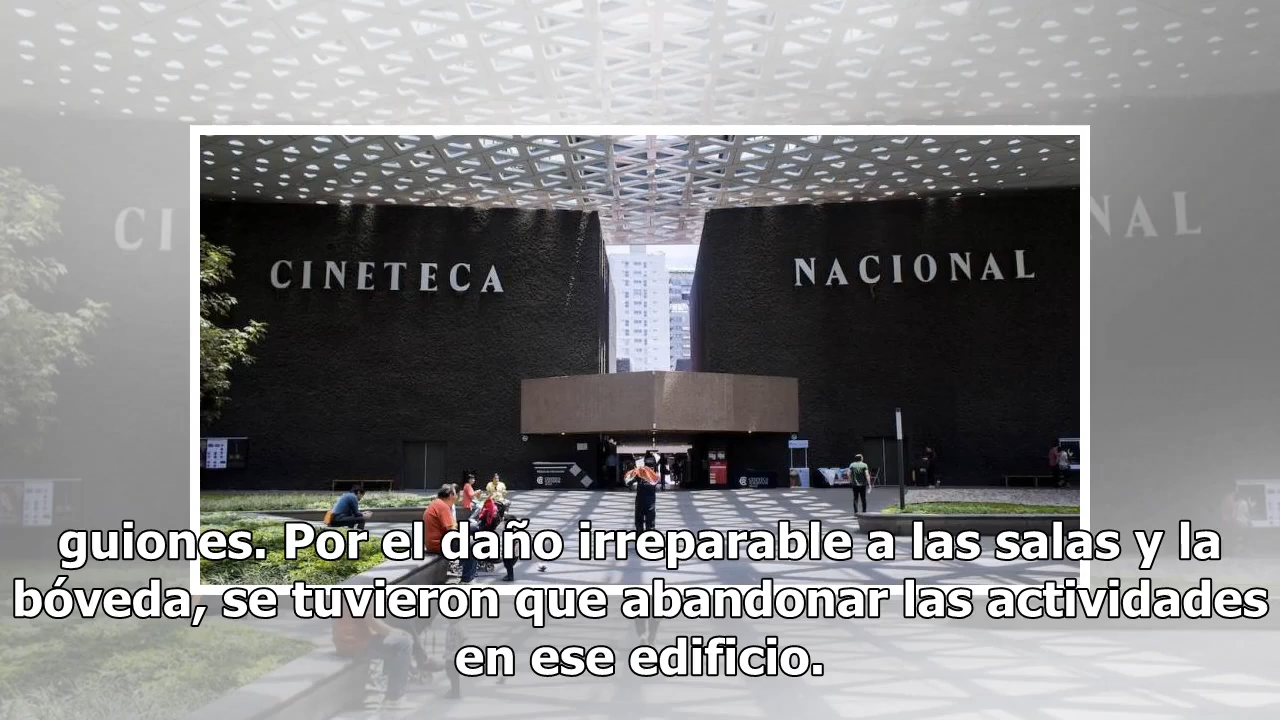 CINETECA NACIONAL
guiones. Por el daño irreparable a las salas y la
bóveda, se tuvieron que abandonar las actividades
en ese edificio.